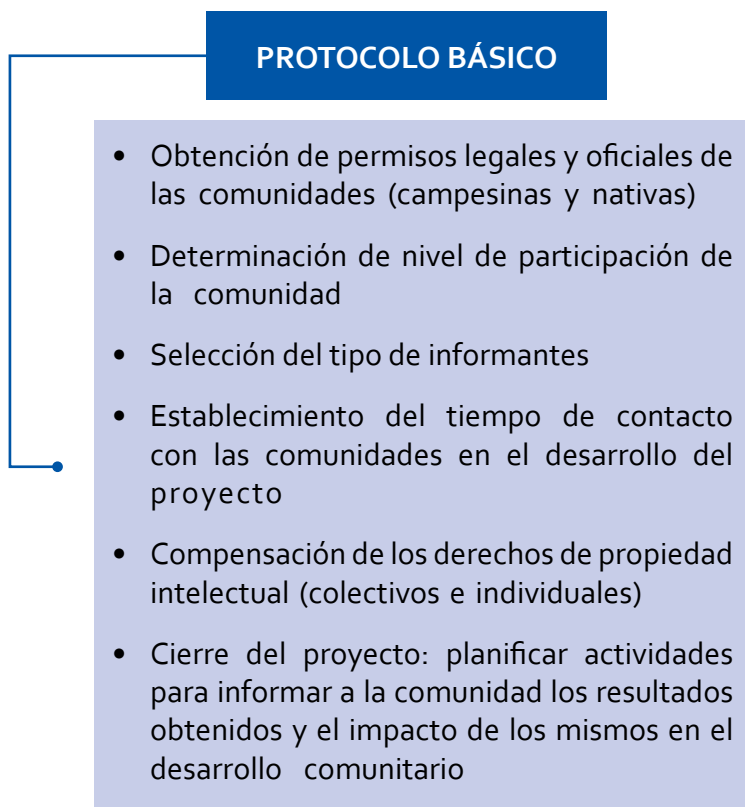 PROTOCOLO BÁSICO
• Obtención de permisos legales y oficiales de
las comunidades (campesinas y nativas)
• Determinación de nivel de participación de
la comunidad
• Selección del tipo de informantes
• Establecimiento del tiempo de contacto
con las comunidades en el desarrollo del
proyecto
• Compensación de los derechos de propiedad
intelectual (colectivos e individuales)
• Cierre del proyecto: planificar actividades
para informar a la comunidad los resultados
obtenidos y el impacto de los mismos en el
desarrollo comunitario